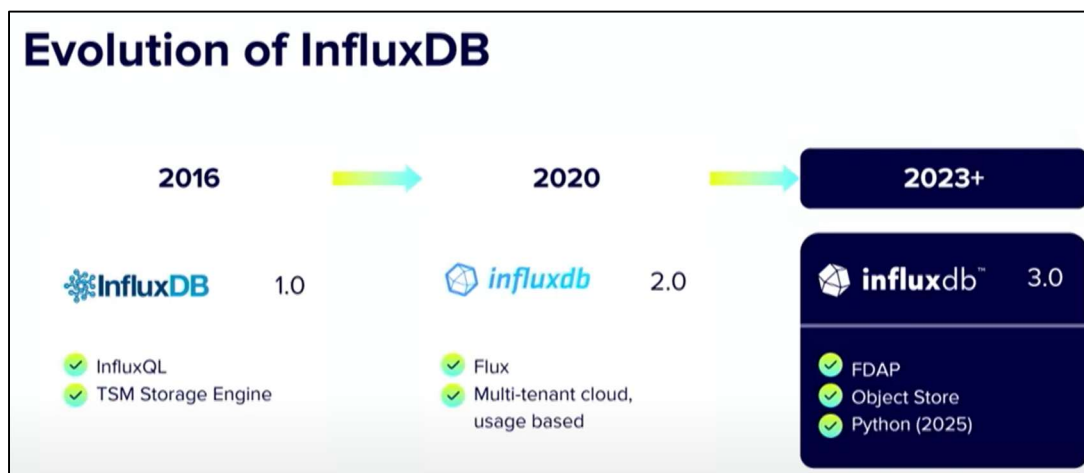 Evolution of InfluxDB
2016
2020
2023+
InfluxDB 1.0
influxdb 2.0
influxdb™ 3.0
InfluxQL
TSM Storage Engine
Flux
Multi-tenant cloud,
usage based
FDAP
Object Store
Python (2025)